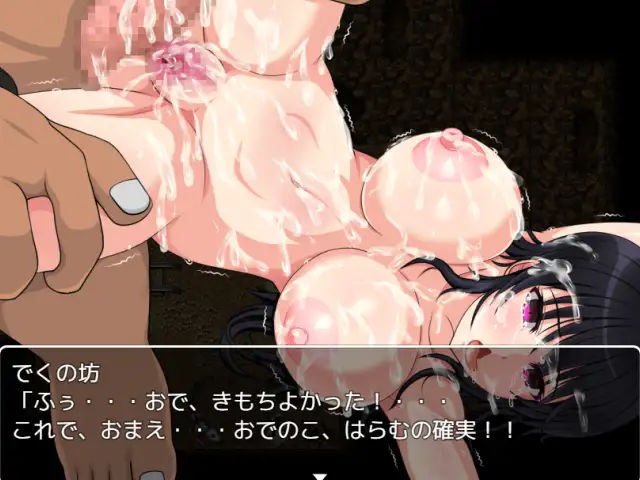 でくの坊
「ふぅ・・・おで、きもちよかった！・・・
これで、おまえ・・・おでのこ、はらむの確実！！